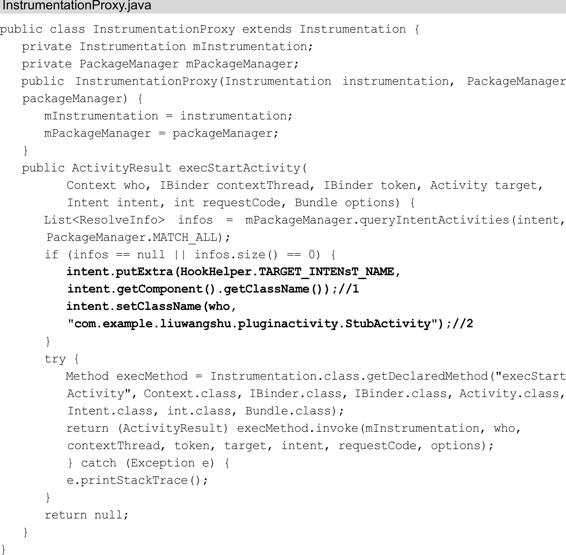 InstrumentationProxy.java
public class InstrumentationProxy extends Instrumentation {
private Instrumentation mInstrumentation;
private PackageManager mPackageManager;
public InstrumentationProxy(Instrumentation instrumentation, PackageManager
packageManager) {
mInstrumentation = instrumentation;
mPackageManager = packageManager;
}
public ActivityResult execStartActivity(
Context who, IBinder contextThread, IBinder token, Activity target,
Intent intent, int requestCode, Bundle options) {
List<ResolveInfo> infos = mPackageManager.queryIntentActivities(intent,
PackageManager.MATCH_ALL);
if (infos == null || infos.size() == 0) {
intent.putExtra(HookHelper.TARGET_INTENsT_NAME,
intent.getComponent().getClassName());//1
intent.setClassName(who,
"com.example.liuwangshu.pluginactivity.StubActivity");//2
}
try {
Method execMethod = Instrumentation.class.getDeclaredMethod("execStart
Activity", Context.class, IBinder.class, IBinder.class, Activity.class,
Intent.class, int.class, Bundle.class);
return (ActivityResult) execMethod.invoke(mInstrumentation, who,
contextThread, token, target, intent, requestCode, options);
} catch (Exception e) {
e.printStackTrace();
}
return null;
}
}